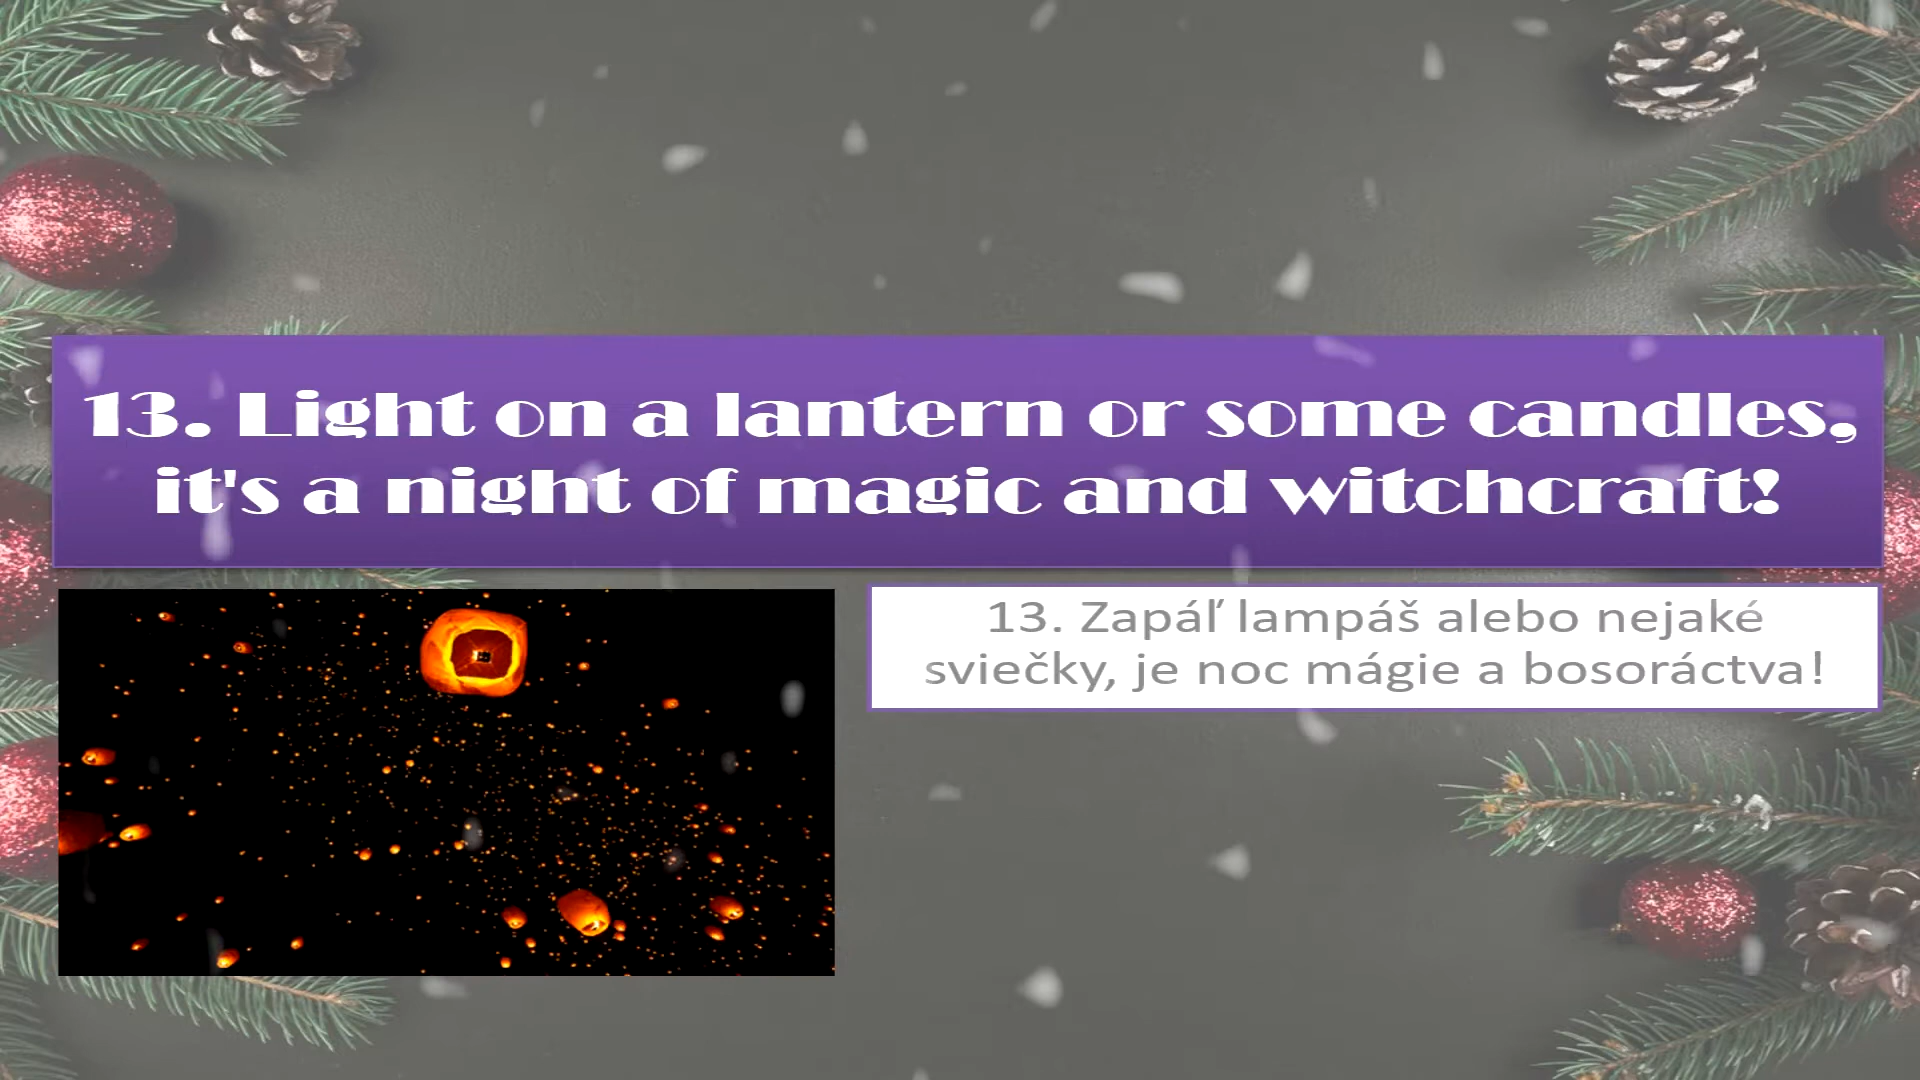 13. Light on a lantern or some candles,
it's a night of magic and witchcraft!
13. Zapáľ lampáš alebo nejaké
sviečky, je noc mágie a bosoráctva!